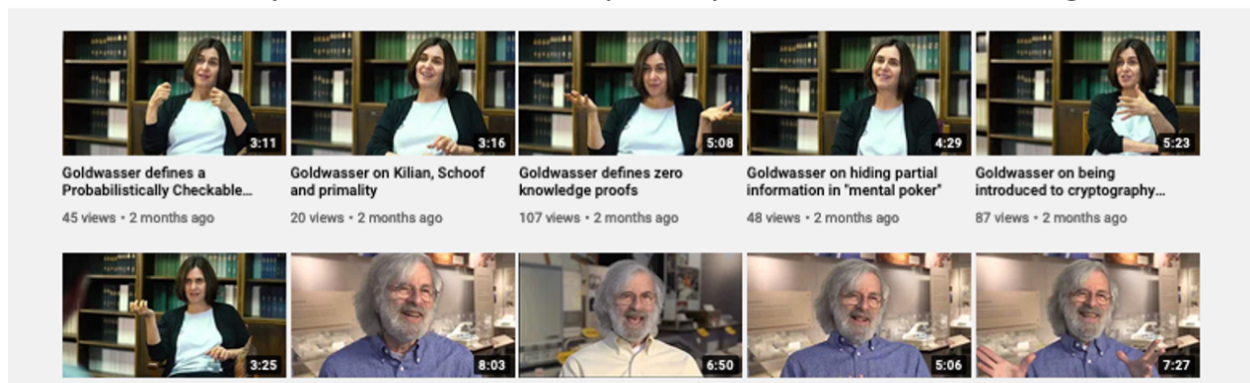 3:11
3:16
5:08
4:29
5:23
Goldwasser defines a
Probabilistically Checkable...
45 views • 2 months ago
Goldwasser on Kilian, Schoof
and primality
20 views • 2 months ago
Goldwasser defines zero
knowledge proofs
107 views • 2 months ago
Goldwasser on hiding partial
information in "mental poker"
48 views • 2 months ago
Goldwasser on being
introduced to cryptography...
87 views • 2 months ago
3:25
8:03
6:50
5:06
7:27